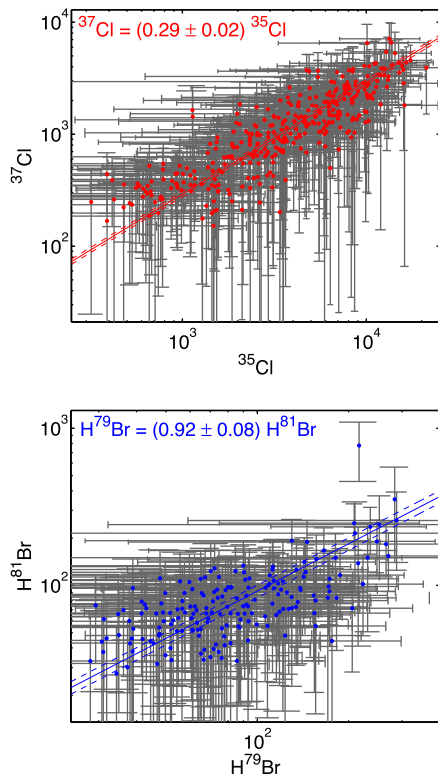 10⁴
³⁷Cl = (0.29 ± 0.02) ³⁵Cl
10³
³⁷Cl
10²
10³
10⁴
³⁵Cl
10³
H⁷⁹Br = (0.92 ± 0.08) H⁸¹Br
H⁸¹Br
10²
10²
H⁷⁹Br